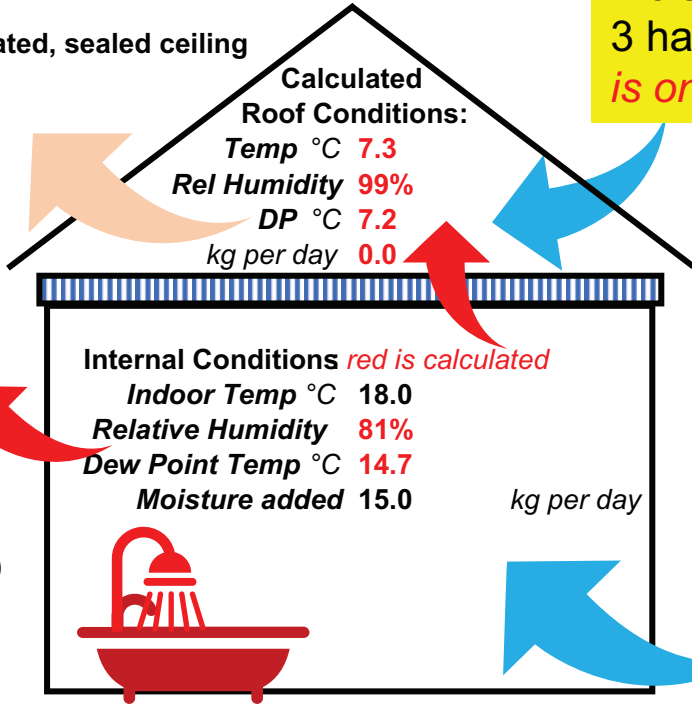 ated, sealed ceiling
3 ha
is or
Calculated
Roof Conditions:
Temp °C 7.3
Rel Humidity 99%
DP °C 7.2
kg per day 0.0
Internal Conditions: red is calculated
Indoor Temp °C 18.0
Relative Humidity 81%
Dew Point Temp °C 14.7
Moisture added 15.0 kg per day
)